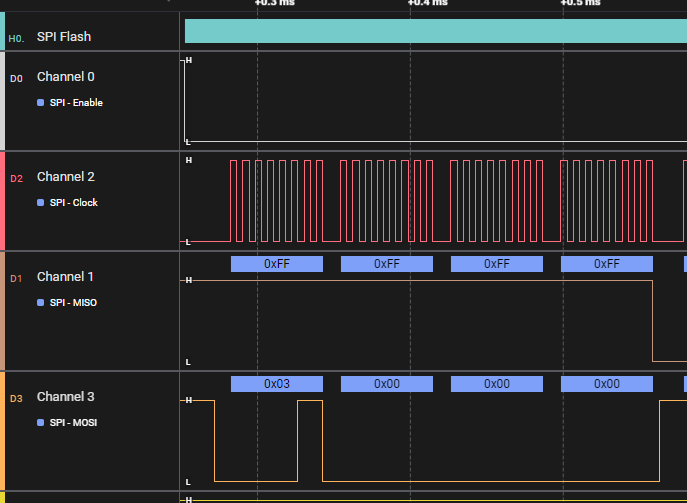 +0.3 ms +0.4 ms +0.5 ms
H0. SPI Flash
D0 Channel 0 H
SPI - Enable
L
D2 Channel 2 H
SPI - Clock
L
0xFF 0xFF 0xFF 0xFF
D1 Channel 1 H
SPI - MISO
L
0x03 0x00 0x00 0x00
D3 Channel 3 H
SPI - MOSI
L
H